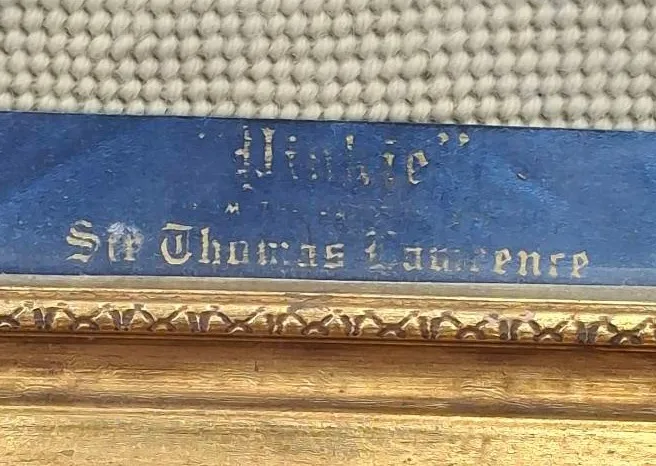 "Pinkie"
Sir Thomas Lawrence